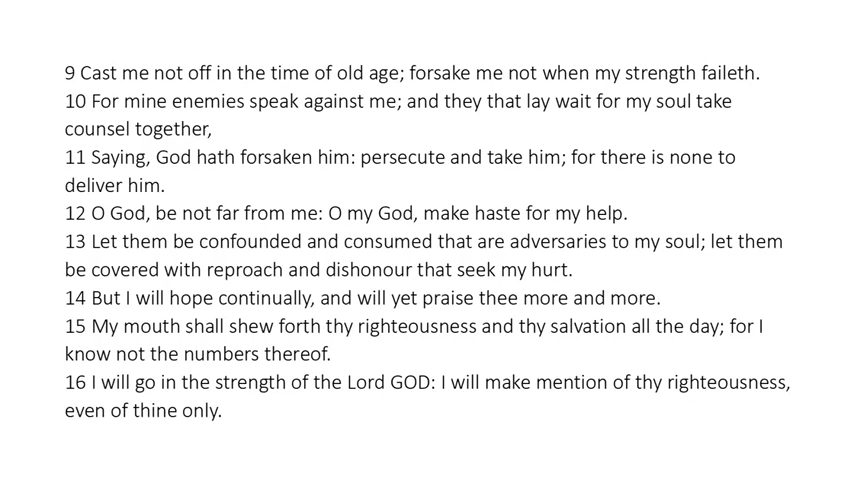 9 Cast me not off in the time of old age; forsake me not when my strength faileth.
10 For mine enemies speak against me; and they that lay wait for my soul take
counsel together,
11 Saying, God hath forsaken him: persecute and take him; for there is none to
deliver him.
12 O God, be not far from me: O my God, make haste for my help.
13 Let them be confounded and consumed that are adversaries to my soul; let them
be covered with reproach and dishonour that seek my hurt.
14 But I will hope continually, and will yet praise thee more and more.
15 My mouth shall shew forth thy righteousness and thy salvation all the day; for I
know not the numbers thereof.
16 I will go in the strength of the Lord GOD: I will make mention of thy righteousness,
even of thine only.